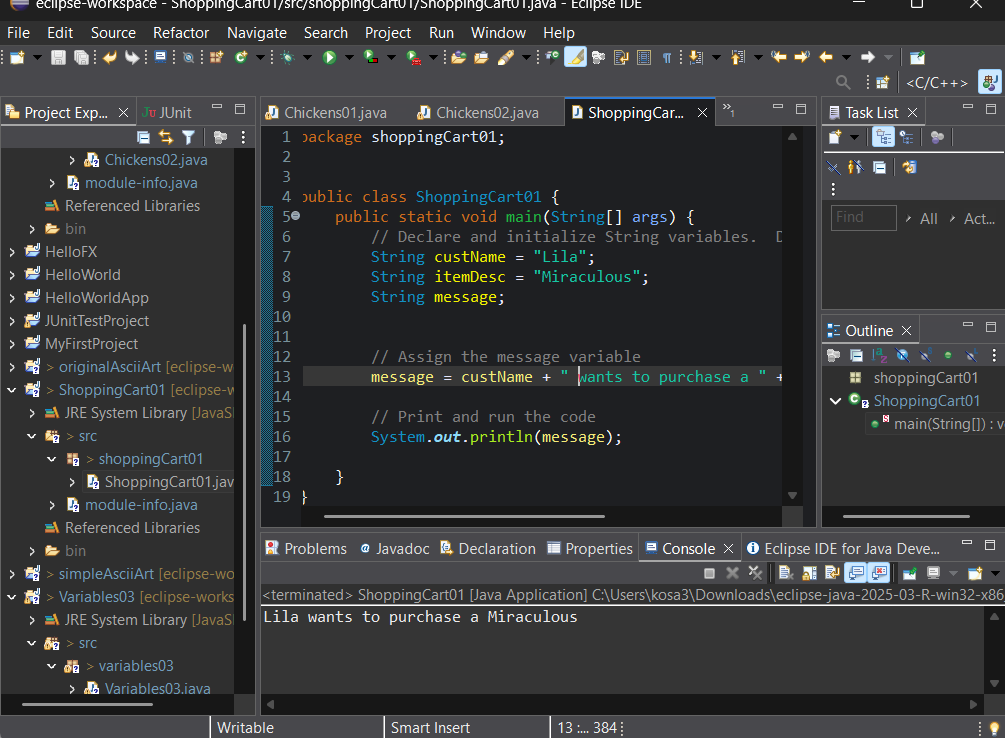 eclipse-workspace - ShoppingCart01/src/shoppingCart01/ShoppingCart01.java - Eclipse IDE
File Edit Source Refactor Navigate Search Project Run Window Help
<C/C++>
Project Exp...
JUnit
Chickens02.java
module-info.java
Referenced Libraries
bin
HelloFX
HelloWorld
HelloWorldApp
JUnitTestProject
MyFirstProject
> originalAsciiArt [eclipse-w
> ShoppingCart01 [eclipse-w
JRE System Library [JavaS
> src
> shoppingCart01
ShoppingCart01.jav
module-info.java
Referenced Libraries
> bin
> simpleAsciiArt [eclipse-wo
> Variables03 [eclipse-works
JRE System Library [JavaS
> src
> variables03
Variables03.java
Chickens01.java Chickens02.java ShoppingCar... »1
1 package shoppingCart01;
2
3
4 public class ShoppingCart01 {
5 public static void main(String[] args) {
6 // Declare and initialize String variables. D
7 String custName = "Lila";
8 String itemDesc = "Miraculous";
9 String message;
10
11
12 // Assign the message variable
13 message = custName + " wants to purchase a " +
14
15 // Print and run the code
16 System.out.println(message);
17
18 }
19 }
Task List
Find All Act...
Outline
shoppingCart01
ShoppingCart01
main(String[]) : v
Problems Javadoc Declaration Properties Console Eclipse IDE for Java Deve...
<terminated> ShoppingCart01 [Java Application] C:\Users\kosa3\Downloads\eclipse-java-2025-03-R-win32-x86
Lila wants to purchase a Miraculous
Writable Smart Insert 13 :... 384